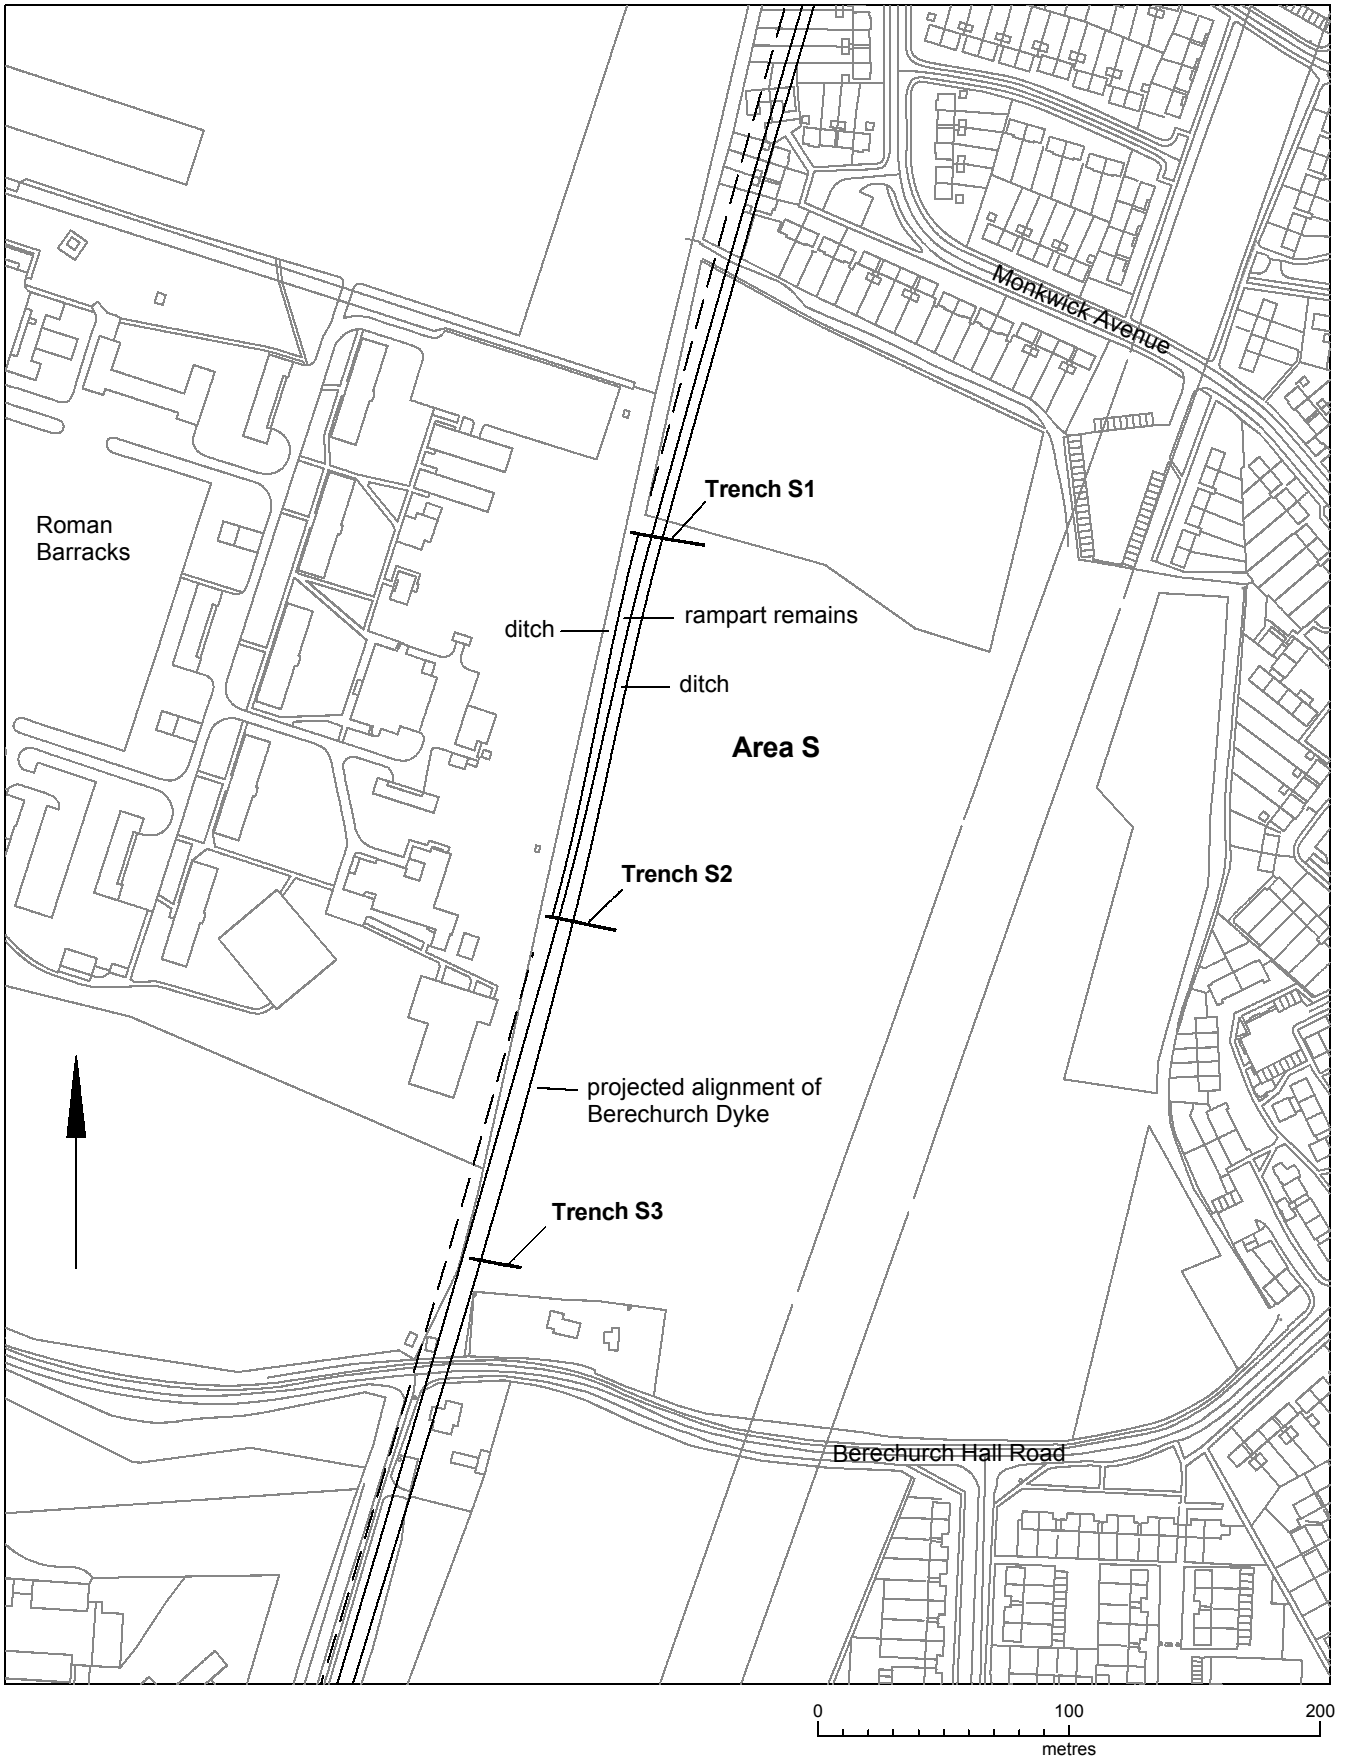 Monkwick Avenue
Trench S1
Roman
Barracks
rampart remains
ditch
ditch
Area S
Trench S2
projected alignment of
Berechurch Dyke
Trench S3
Berechurch Hall Road
0 100 200
metres